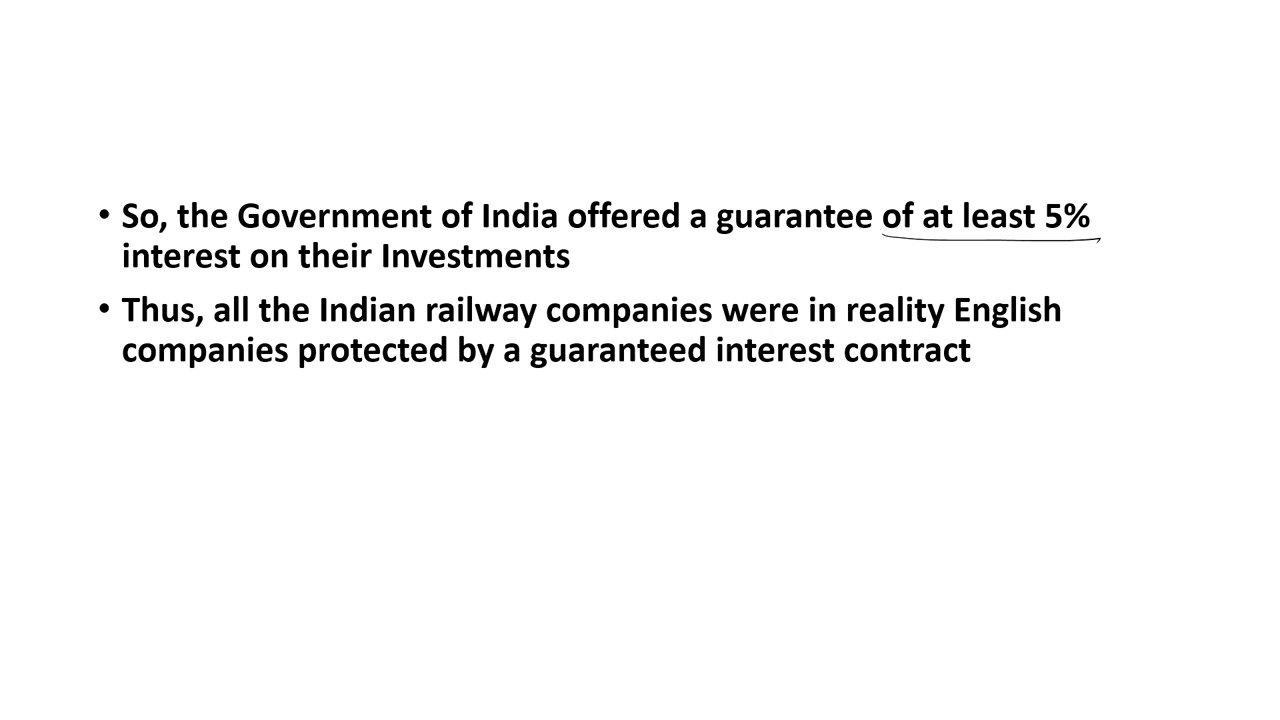 • So, the Government of India offered a guarantee of at least 5%
interest on their Investments
• Thus, all the Indian railway companies were in reality English
companies protected by a guaranteed interest contract